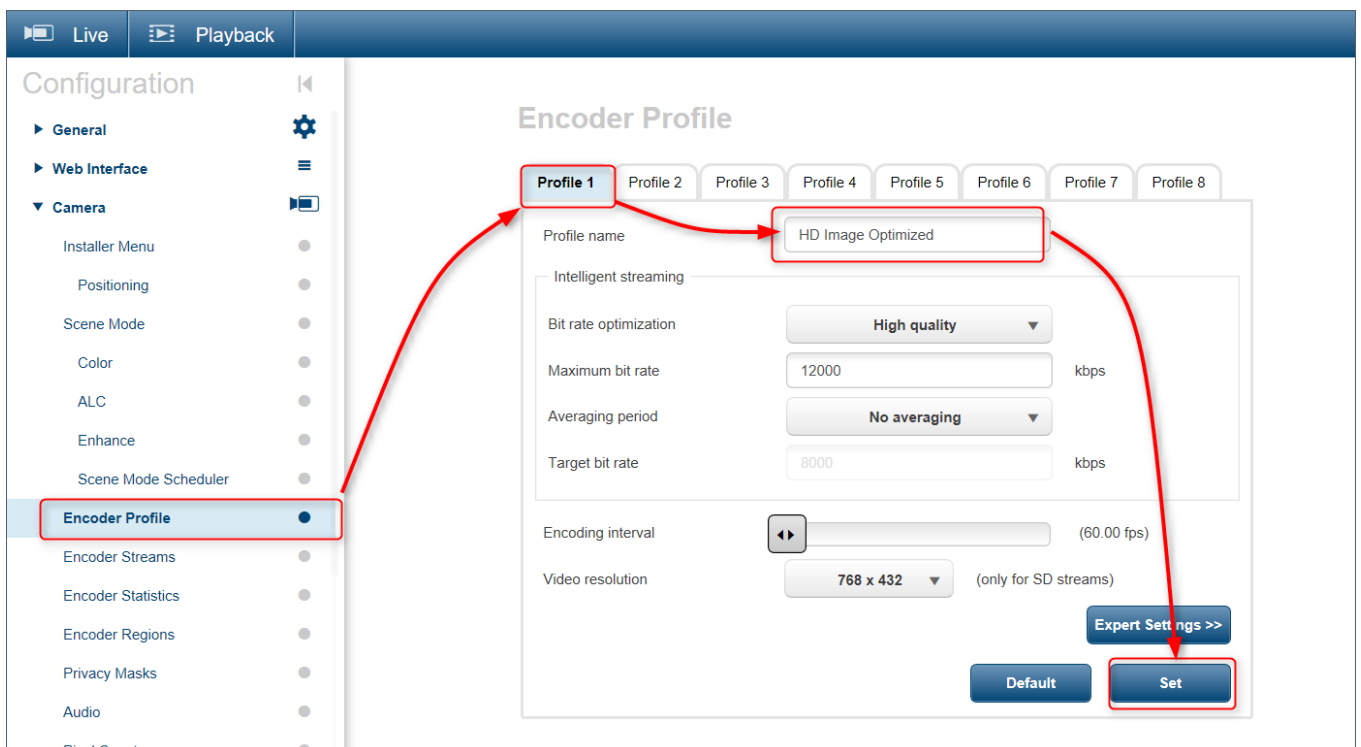 Live
Playback
Configuration
General
Web Interface
Camera
Installer Menu
Positioning
Scene Mode
Color
ALC
Enhance
Scene Mode Scheduler
Encoder Profile
Encoder Streams
Encoder Statistics
Encoder Regions
Privacy Masks
Audio
Encoder Profile
Profile 1 Profile 2 Profile 3 Profile 4 Profile 5 Profile 6 Profile 7 Profile 8
Profile name HD Image Optimized
Intelligent streaming
Bit rate optimization High quality
Maximum bit rate 12000 kbps
Averaging period No averaging
Target bit rate 8000 kbps
Encoding interval (60.00 fps)
Video resolution 768 x 432 (only for SD streams)
Expert Settings >>
Default Set